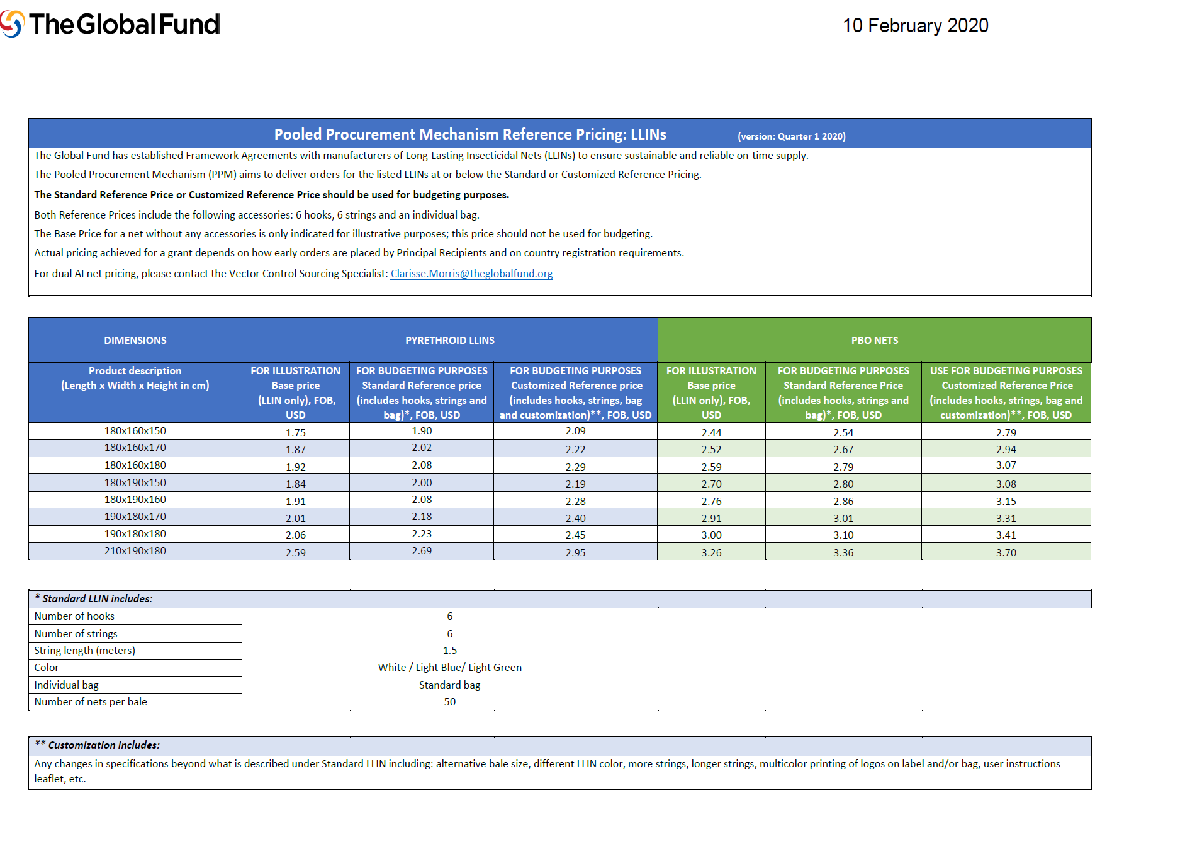 TheGlobalFund
10 February 2020
Pooled Procurement Mechanism Reference Pricing: LLINs (version: Quarter 1 2020)
The Global Fund has established Framework Agreements with manufacturers of Long Lasting Insecticidal Nets (LLINs) to ensure sustainable and reliable on-time supply.
The Pooled Procurement Mechanism (PPM) aims to deliver orders for the listed LLINs at or below the Standard or Customized Reference Pricing.
The Standard Reference Price or Customized Reference Price should be used for budgeting purposes.
Both Reference Prices include the following accessories: 6 hooks, 6 strings and an individual bag.
The Base Price for a net without any accessories is only indicated for illustrative purposes; this price should not be used for budgeting.
Actual pricing achieved for a grant depends on how early orders are placed by Principal Recipients and on country registration requirements.
For dual AI net pricing, please contact the Vector Control Sourcing Specialist: Clarisse.Morris@theglobalfund.org
DIMENSIONS PYRETHROID LLINS PBO NETS
Product description FOR ILLUSTRATION FOR BUDGETING PURPOSES FOR BUDGETING PURPOSES FOR ILLUSTRATION FOR BUDGETING PURPOSES USE FOR BUDGETING PURPOSES
(Length x Width x Height in cm) Base price Standard Reference price Customized Reference price Base price Standard Reference Price Customized Reference Price
(LLIN only), FOB, (includes hooks, strings and (includes hooks, strings, bag (LLIN only), FOB, (includes hooks, strings and (includes hooks, strings, bag and
USD bag)*, FOB, USD and customization)**, FOB, USD USD bag)*, FOB, USD customization)**, FOB, USD
180x160x150 1.75 1.90 2.09 2.44 2.54 2.79
180x160x170 1.87 2.02 2.22 2.52 2.67 2.94
180x160x180 1.92 2.08 2.29 2.59 2.79 3.07
180x190x150 1.84 2.00 2.19 2.70 2.80 3.08
180x190x160 1.91 2.08 2.28 2.76 2.86 3.15
190x180x170 2.01 2.18 2.40 2.91 3.01 3.31
190x180x180 2.06 2.23 2.45 3.00 3.10 3.41
210x190x180 2.59 2.69 2.95 3.26 3.36 3.70
* Standard LLIN includes:
Number of hooks 6
Number of strings 6
String length (meters) 1.5
Color White / Light Blue/ Light Green
Individual bag Standard bag
Number of nets per bale 50
** Customization includes:
Any changes in specifications beyond what is described under Standard LLIN including: alternative bale size, different LLIN color, more strings, longer strings, multicolor printing of logos on label and/or bag, user instructions
leaflet, etc.